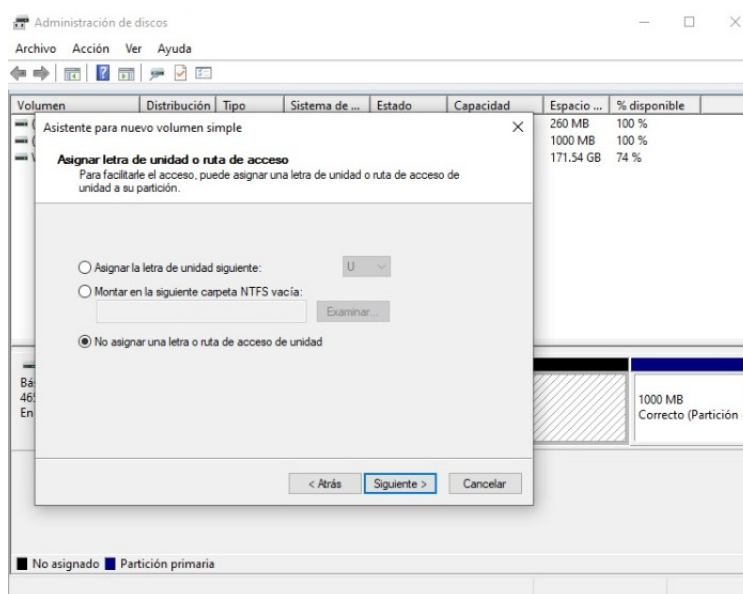 Administración de discos
Archivo Acción Ver Ayuda
Volumen Distribución Tipo Sistema de ... Estado Capacidad Espacio ... % disponible
260 MB 100 %
1000 MB 100 %
171.54 GB 74 %
Asistente para nuevo volumen simple
Asignar letra de unidad o ruta de acceso
Para facilitarle el acceso, puede asignar una letra de unidad o ruta de acceso de
unidad a su partición.
Asignar la letra de unidad siguiente: U
Montar en la siguiente carpeta NTFS vacía:
Examinar...
No asignar una letra o ruta de acceso de unidad
< Atrás Siguiente > Cancelar
Bá
465
En
1000 MB
Correcto (Partición
No asignado Partición primaria